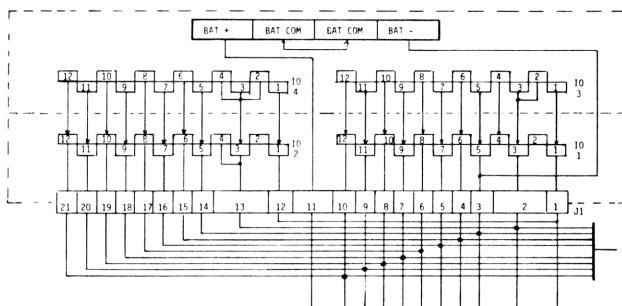 BAT + BAT COM BAT COM BAT -
12 11 10 9 8 7 6 5 4 3 2 1 IO 4
12 11 10 9 8 7 6 5 4 3 2 1 IO 3
12 11 10 9 8 7 6 5 4 3 2 1 IO 2
12 11 10 9 8 7 6 5 4 3 2 1 IO 1
21 20 19 18 17 16 15 14 13 12 11 10 9 8 7 6 5 4 3 2 1 J1